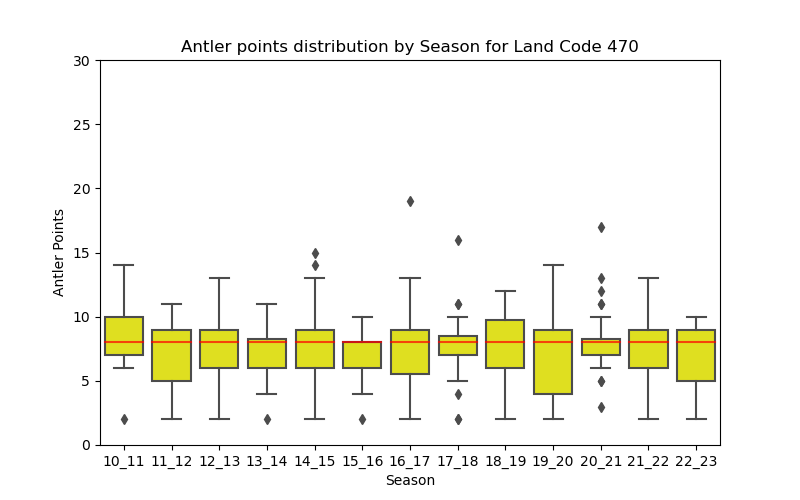 Antler points distribution by Season for Land Code 470
Antler Points
30
25
20
15
10
5
0
10_11 11_12 12_13 13_14 14_15 15_16 16_17 17_18 18_19 19_20 20_21 21_22 22_23
Season